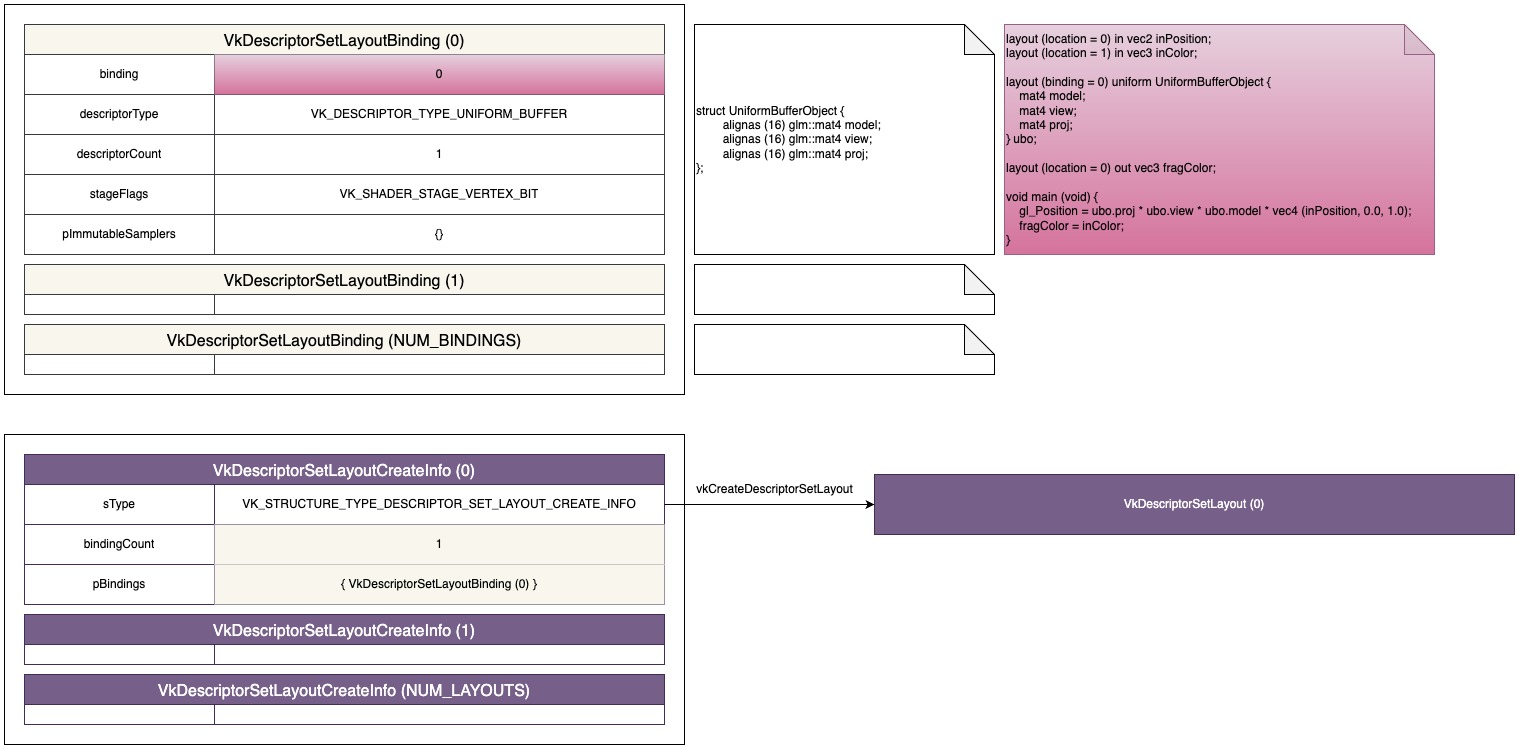 VkDescriptorSetLayoutBinding (0)
binding
0
descriptorType
VK_DESCRIPTOR_TYPE_UNIFORM_BUFFER
descriptorCount
1
stageFlags
VK_SHADER_STAGE_VERTEX_BIT
pImmutableSamplers
{}
VkDescriptorSetLayoutBinding (1)
VkDescriptorSetLayoutBinding (NUM_BINDINGS)
struct UniformBufferObject {
alignas (16) glm::mat4 model;
alignas (16) glm::mat4 view;
alignas (16) glm::mat4 proj;
};
layout (location = 0) in vec2 inPosition;
layout (location = 1) in vec3 inColor;
layout (binding = 0) uniform UniformBufferObject {
mat4 model;
mat4 view;
mat4 proj;
} ubo;
layout (location = 0) out vec3 fragColor;
void main (void) {
gl_Position = ubo.proj * ubo.view * ubo.model * vec4 (inPosition, 0.0, 1.0);
fragColor = inColor;
}
VkDescriptorSetLayoutCreateInfo (0)
sType
VK_STRUCTURE_TYPE_DESCRIPTOR_SET_LAYOUT_CREATE_INFO
bindingCount
1
pBindings
{ VkDescriptorSetLayoutBinding (0) }
VkDescriptorSetLayoutCreateInfo (1)
VkDescriptorSetLayoutCreateInfo (NUM_LAYOUTS)
vkCreateDescriptorSetLayout
VkDescriptorSetLayout (0)